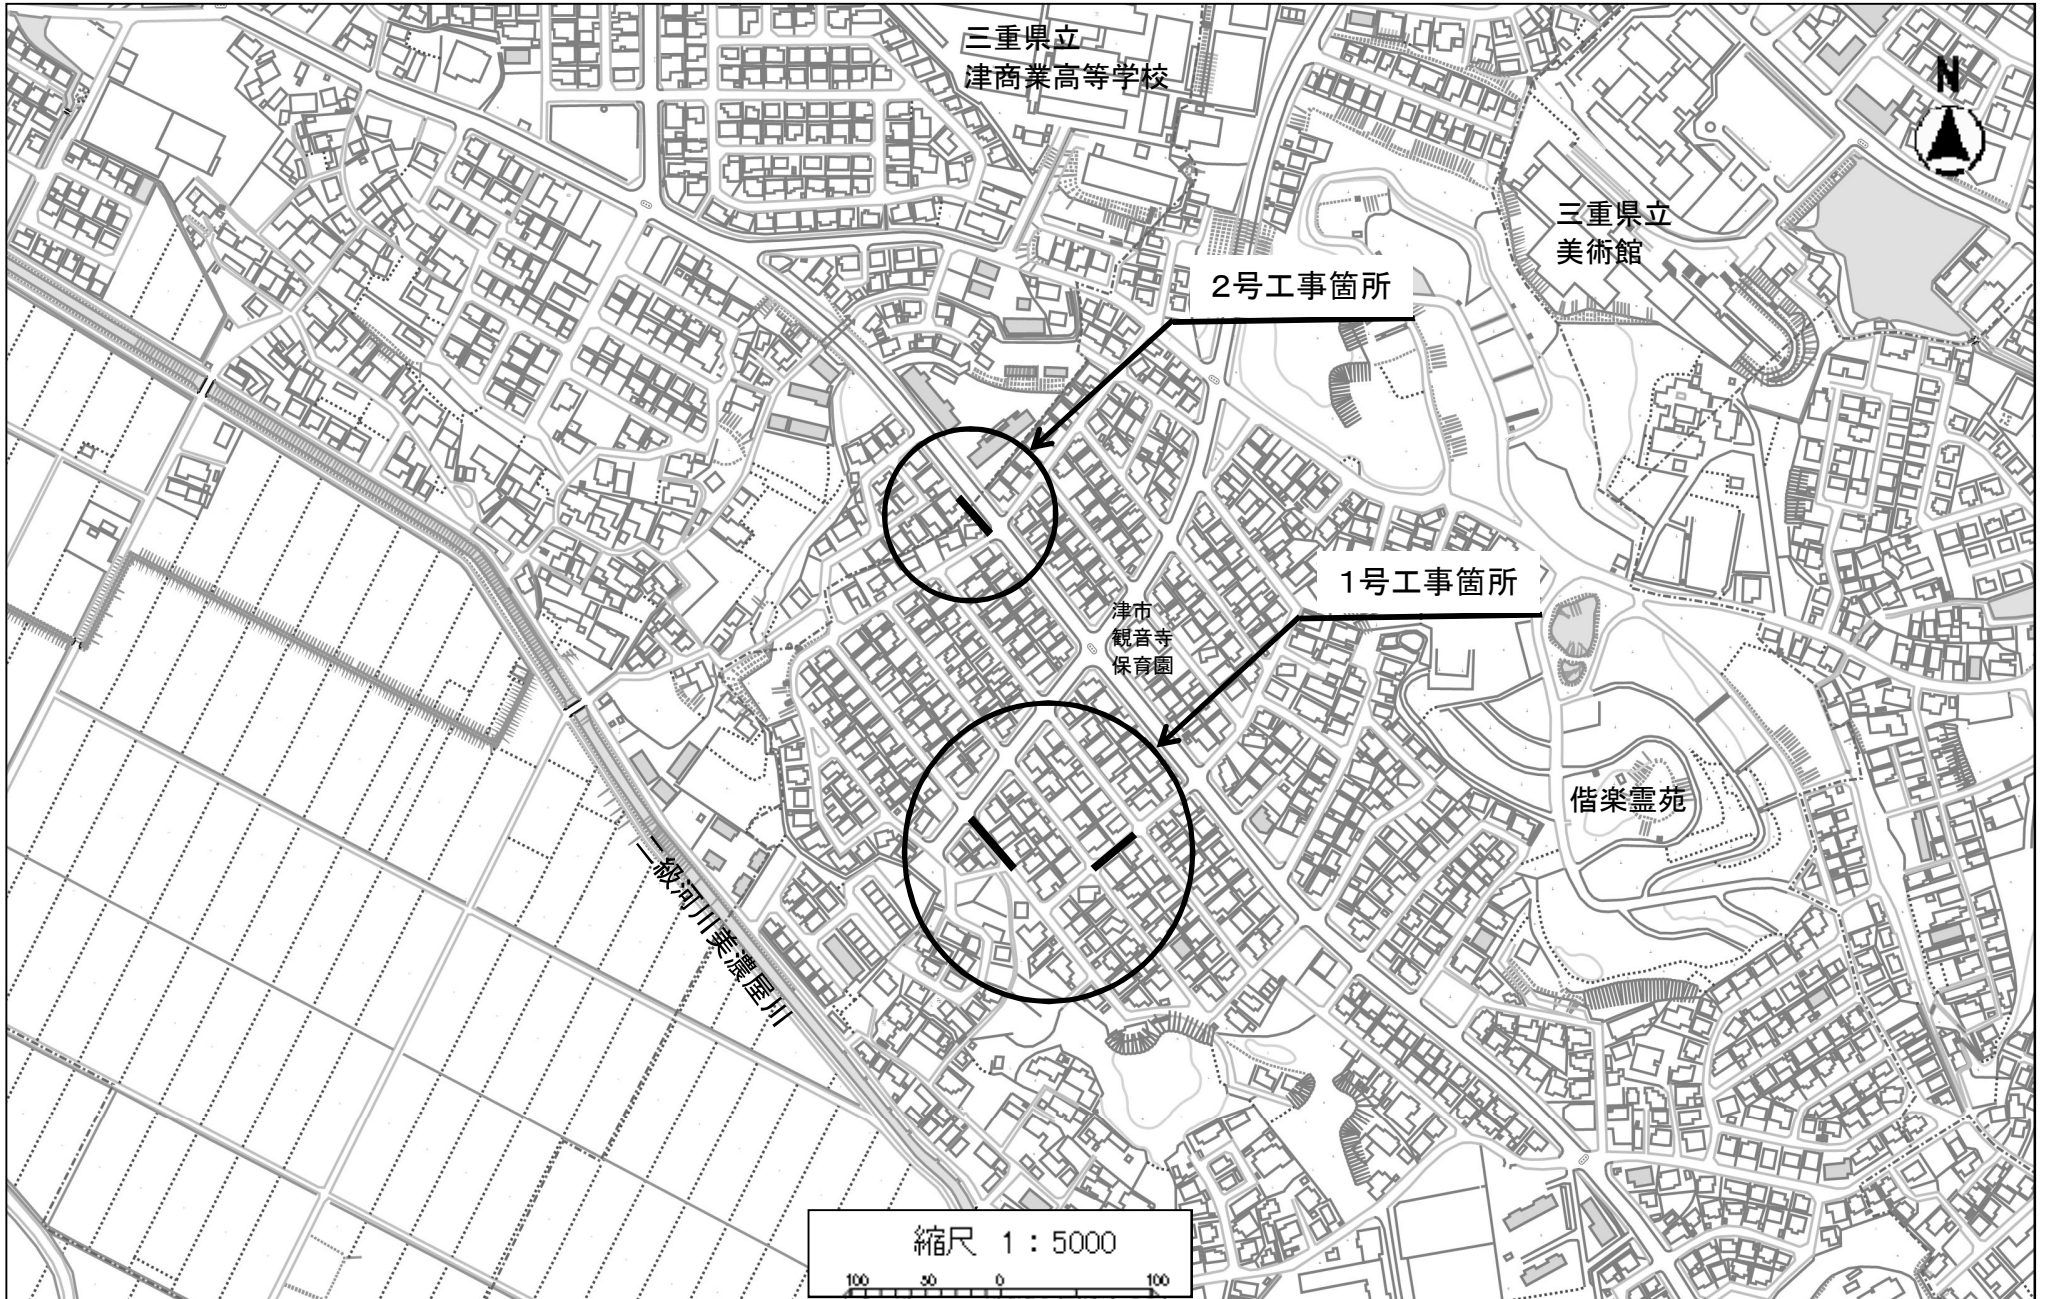 三重県立
津商業高等学校
N
三重県立
美術館
2号工事箇所
1号工事箇所
津市
観音寺
保育園
偕楽霊苑
二級河川美濃屋川
縮尺 1：5000
100 50 0 100